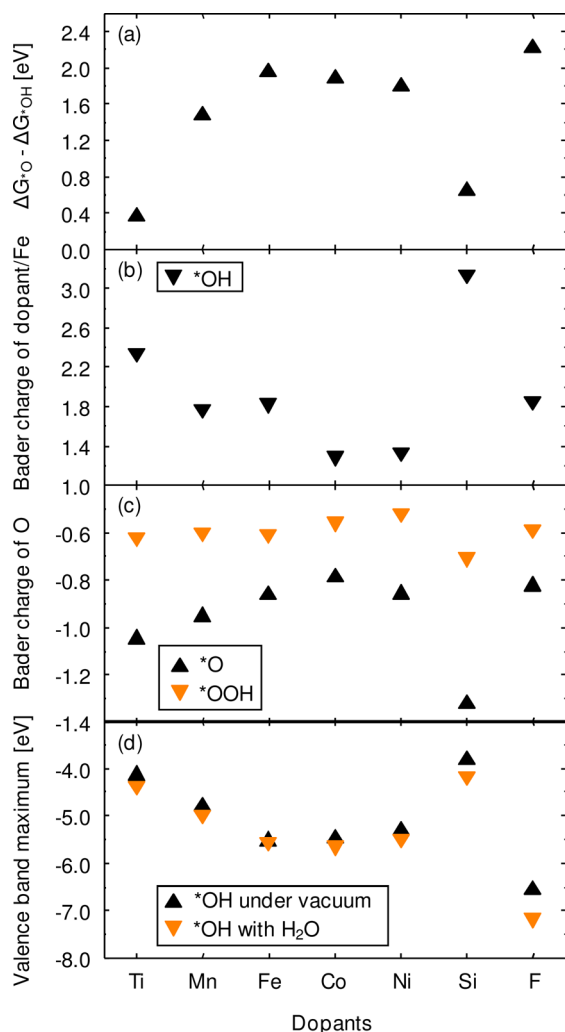 (a)
ΔG*O - ΔG*OH [eV]
2.4
2.0
1.6
1.2
0.8
0.4
0.0
(b)
*OH
Bader charge of dopant/Fe
3.0
2.6
2.2
1.8
1.4
1.0
(c)
Bader charge of O
-0.6
-0.8
-1.0
-1.2
-1.4
*O
*OOH
(d)
Valence band maximum [eV]
-4.0
-5.0
-6.0
-7.0
-8.0
*OH under vacuum
*OH with H₂O
Ti Mn Fe Co Ni Si F
Dopants